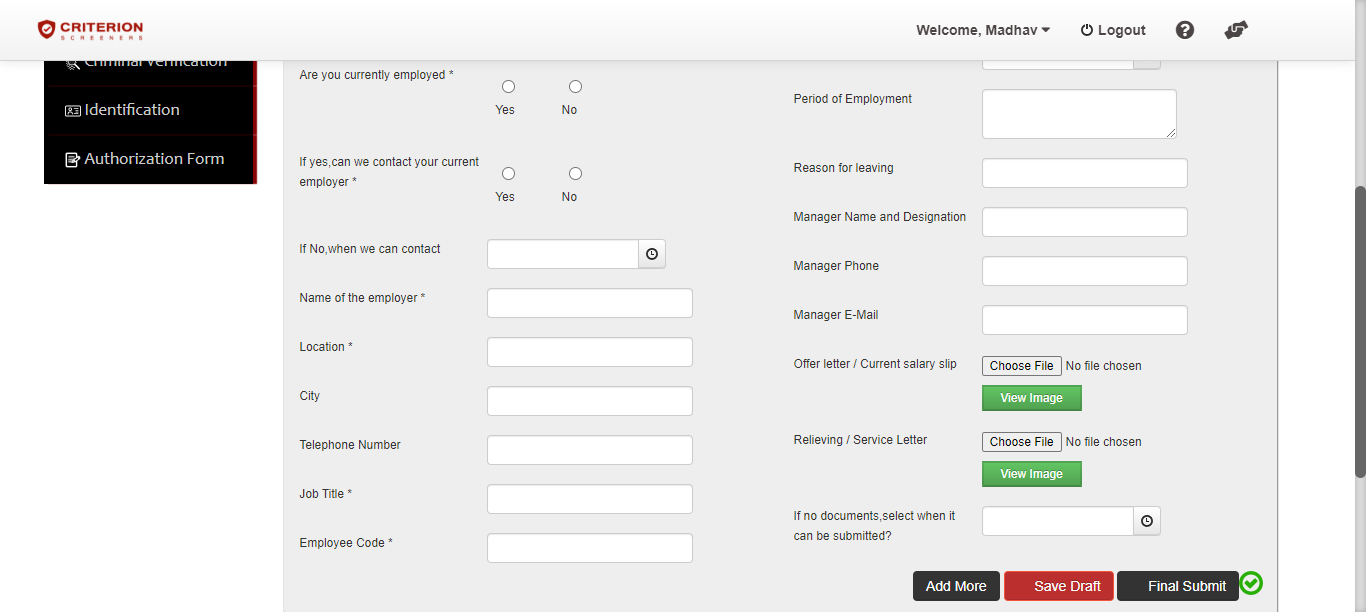 CRITERION
SCREENERS
Welcome, Madhav
Logout
Criminal Verification
Identification
Authorization Form
Are you currently employed *
Yes
No
If yes,can we contact your current
employer *
Yes
No
If No,when we can contact
Name of the employer *
Location *
City
Telephone Number
Job Title *
Employee Code *
Period of Employment
Reason for leaving
Manager Name and Designation
Manager Phone
Manager E-Mail
Offer letter / Current salary slip
Choose File No file chosen
View Image
Relieving / Service Letter
Choose File No file chosen
View Image
If no documents,select when it
can be submitted?
Add More
Save Draft
Final Submit